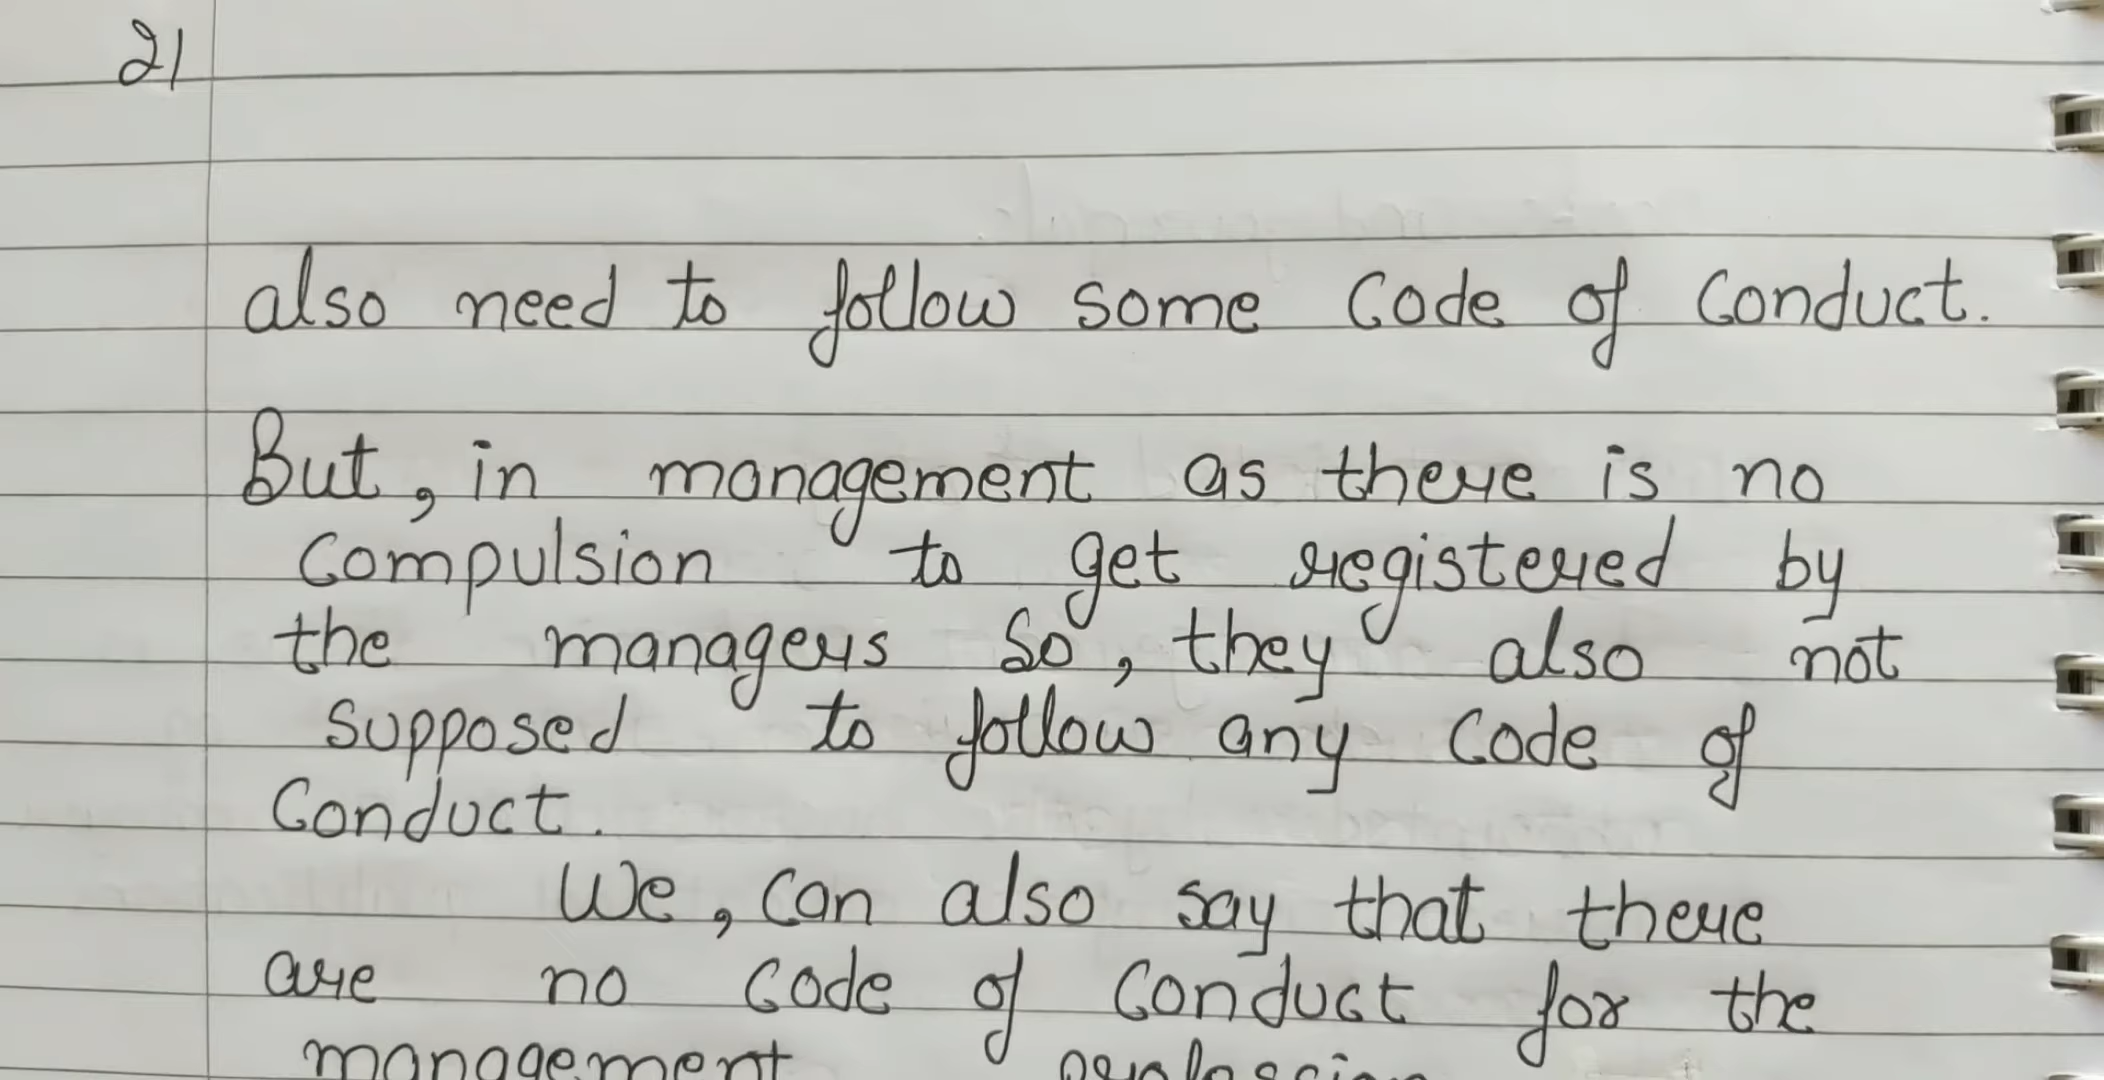 21
also need to follow some Code of Conduct.
But, in management as there is no
Compulsion to get registered by
the managers So, they also not
supposed to follow any Code of
Conduct.
We, can also say that there
are no Code of Conduct for the
management